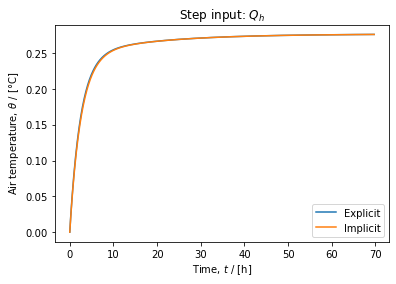 Step input: Qₕ
Air temperature, θ / [°C]
0.25
0.20
0.15
0.10
0.05
0.00
0 10 20 30 40 50 60 70
Time, t / [h]
Explicit
Implicit